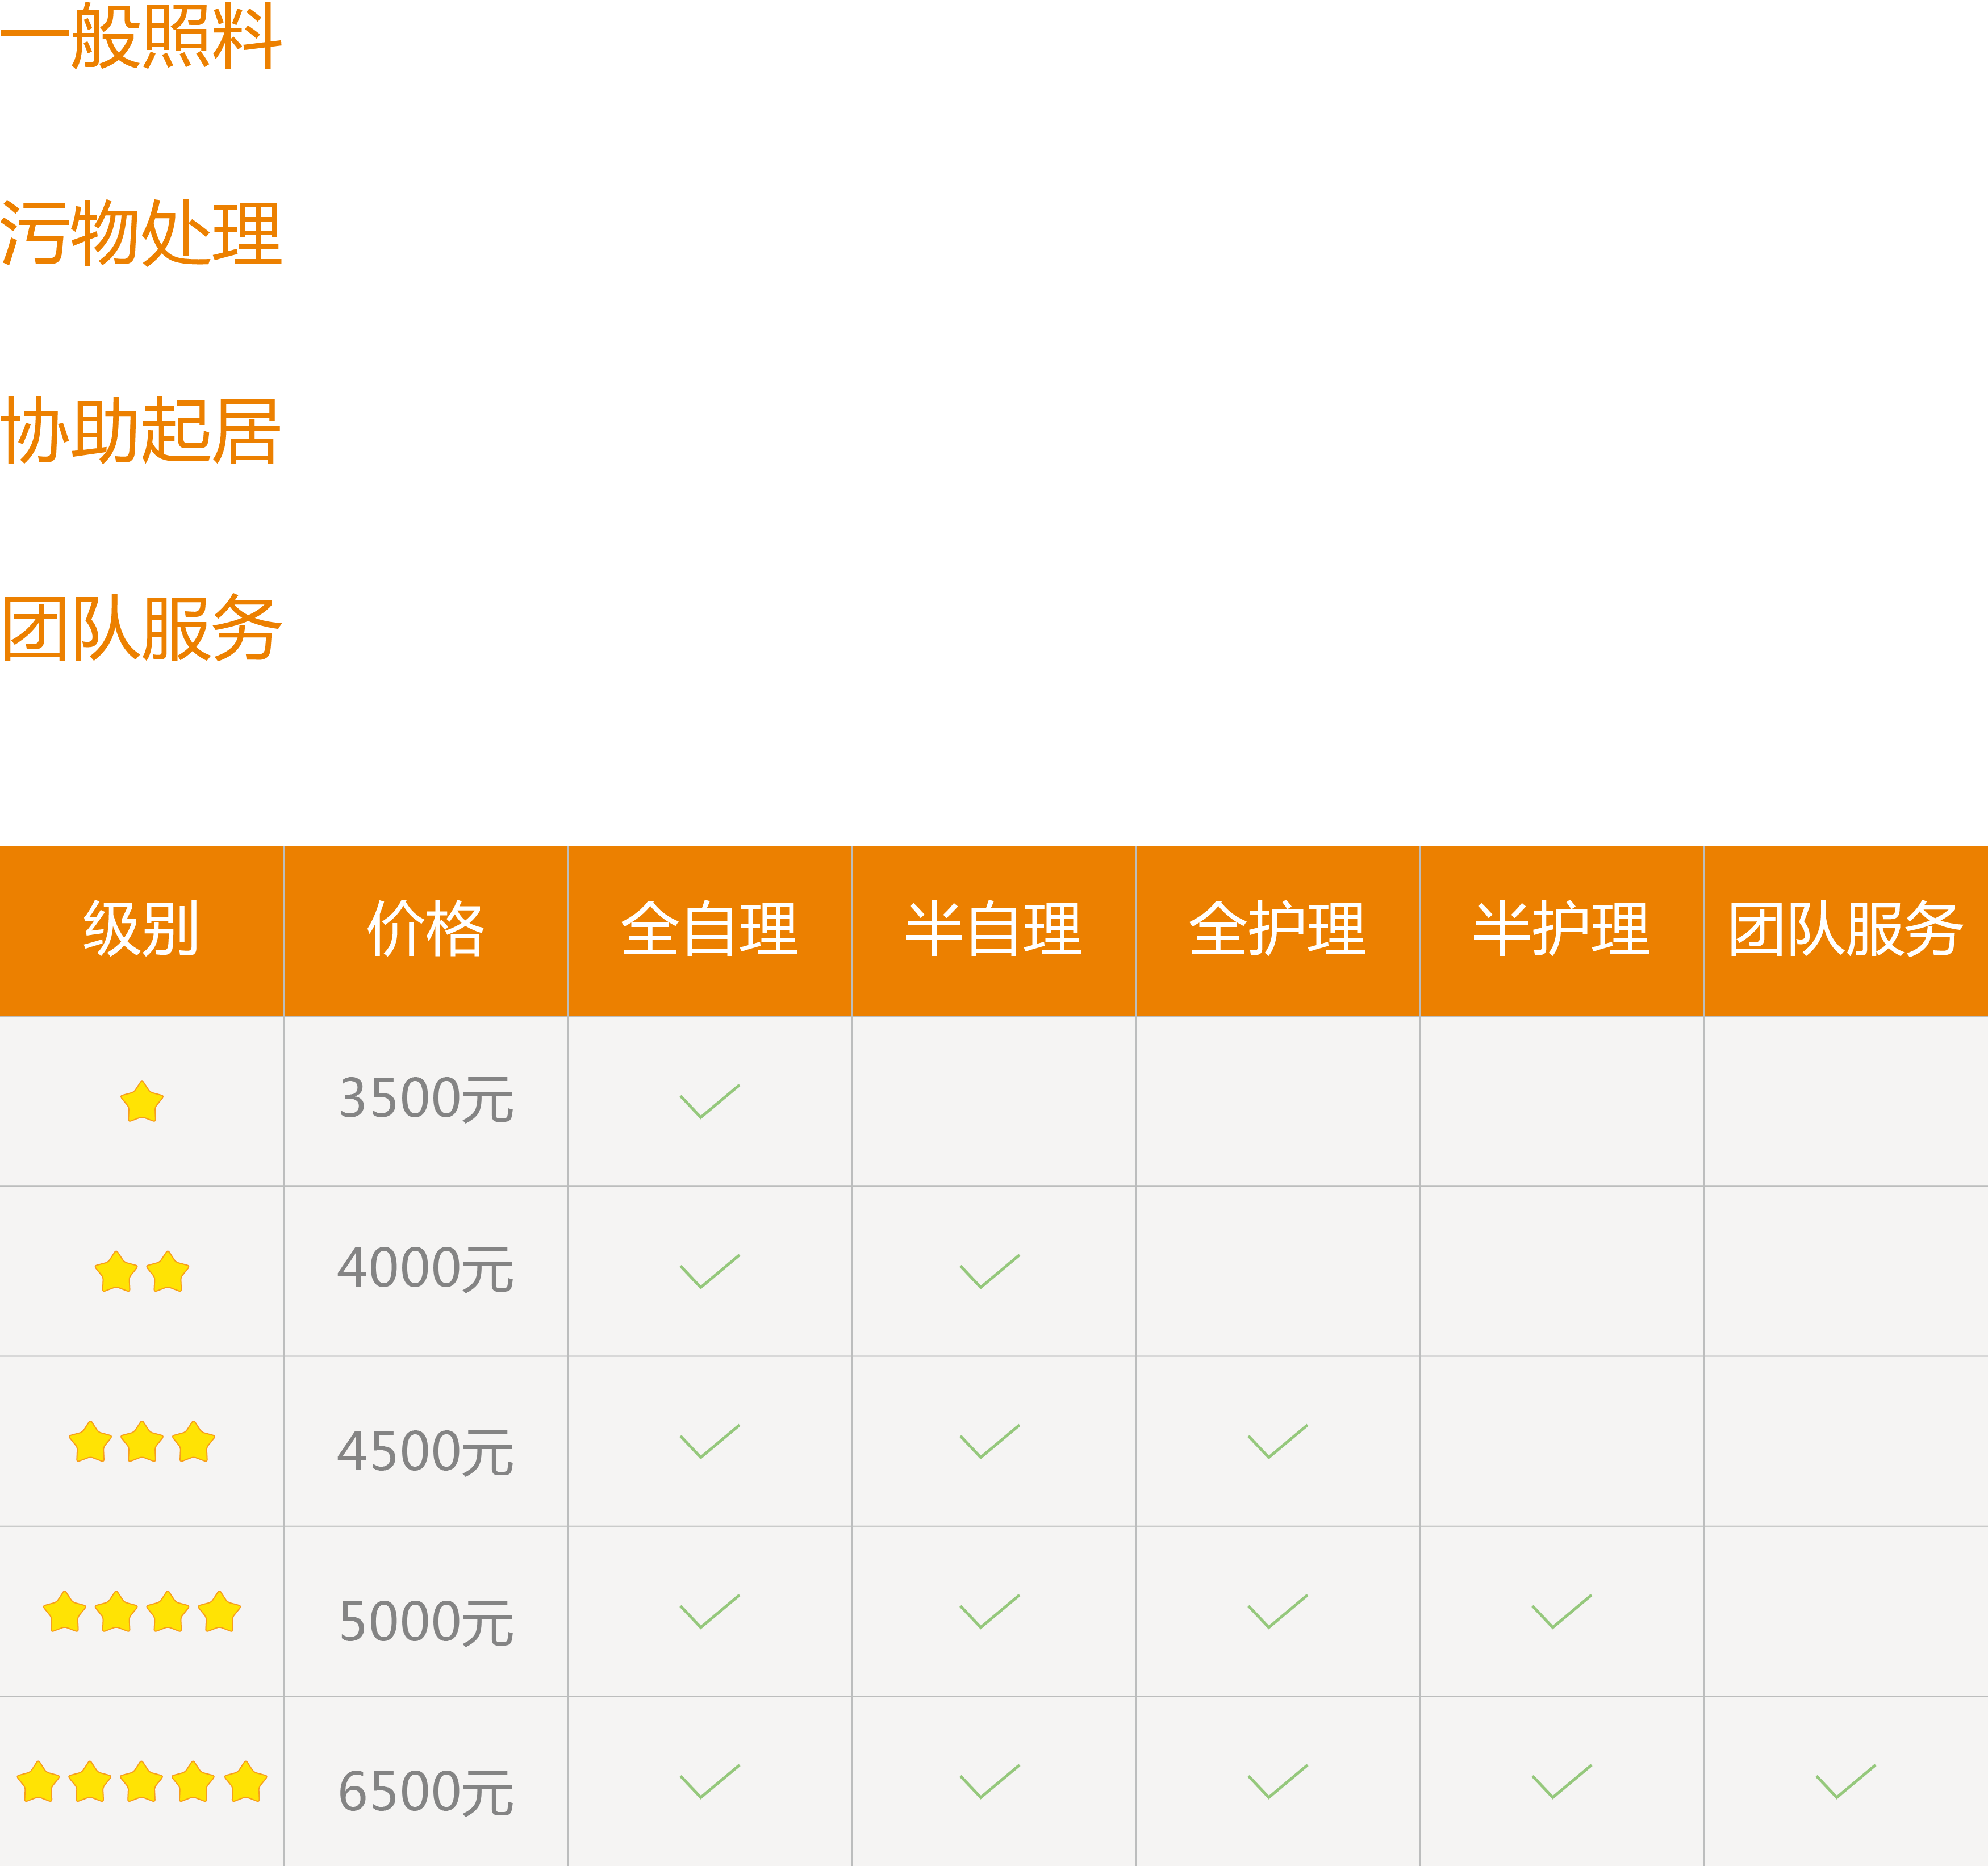 一般照料
污物处理
协助起居
团队服务
级别 价格 全自理 半自理 全护理 半护理 团队服务
3500元
4000元
4500元
5000元
6500元